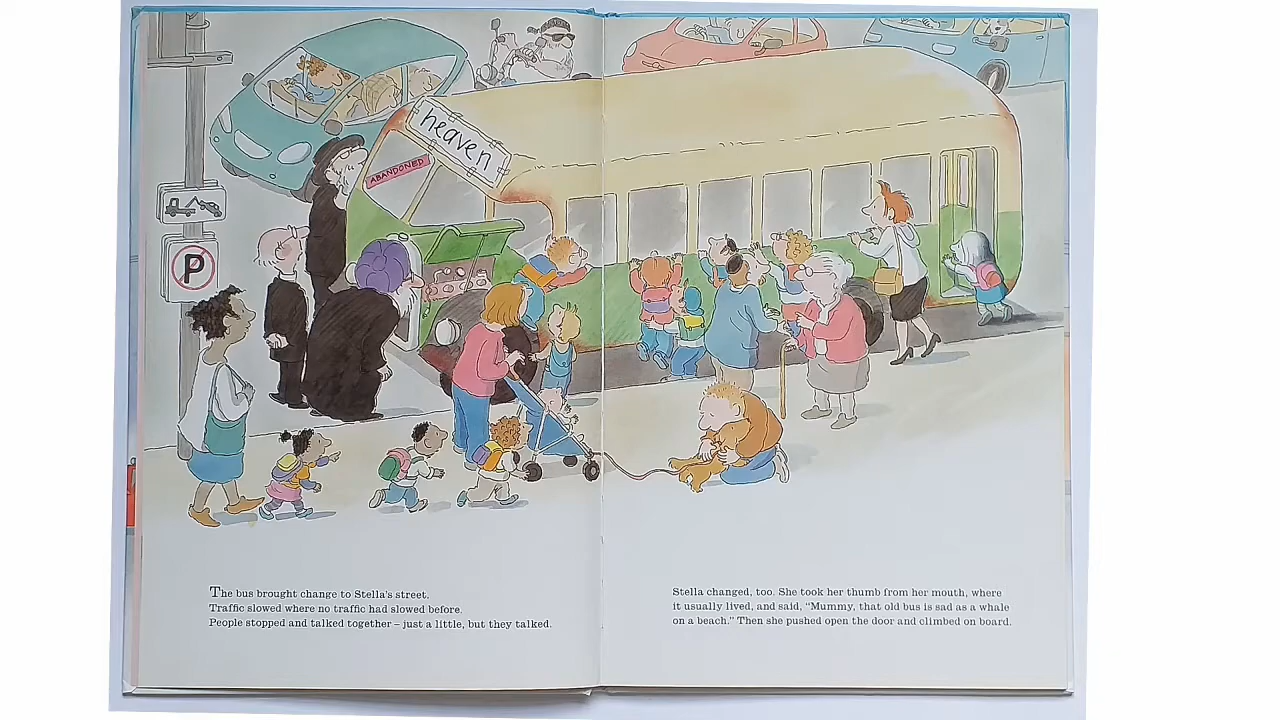 heaven
ABANDONED
P
The bus brought change to Stella's street.
Traffic slowed where no traffic had slowed before.
People stopped and talked together – just a little, but they talked.
Stella changed, too. She took her thumb from her mouth, where
it usually lived, and said, “Mummy, that old bus is sad as a whale
on a beach.” Then she pushed open the door and climbed on board.